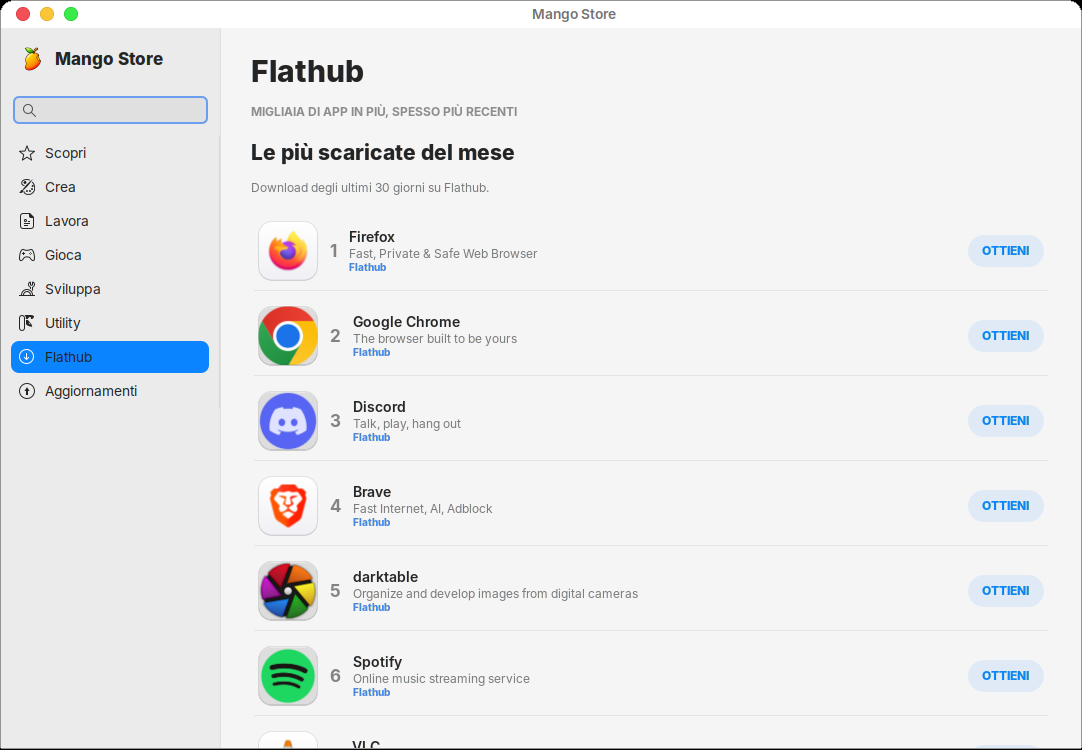 Mango Store
Mango Store
Scopri
Crea
Lavora
Gioca
Sviluppa
Utility
Flathub
Aggiornamenti
Flathub
MIGLIAIA DI APP IN PIÙ, SPESSO PIÙ RECENTI
Le più scaricate del mese
Download degli ultimi 30 giorni su Flathub.
1
Firefox
Fast, Private & Safe Web Browser
Flathub
OTTIENI
2
Google Chrome
The browser built to be yours
Flathub
OTTIENI
3
Discord
Talk, play, hang out
Flathub
OTTIENI
4
Brave
Fast Internet, AI, Adblock
Flathub
OTTIENI
5
darktable
Organize and develop images from digital cameras
Flathub
OTTIENI
6
Spotify
Online music streaming service
Flathub
OTTIENI
VLC